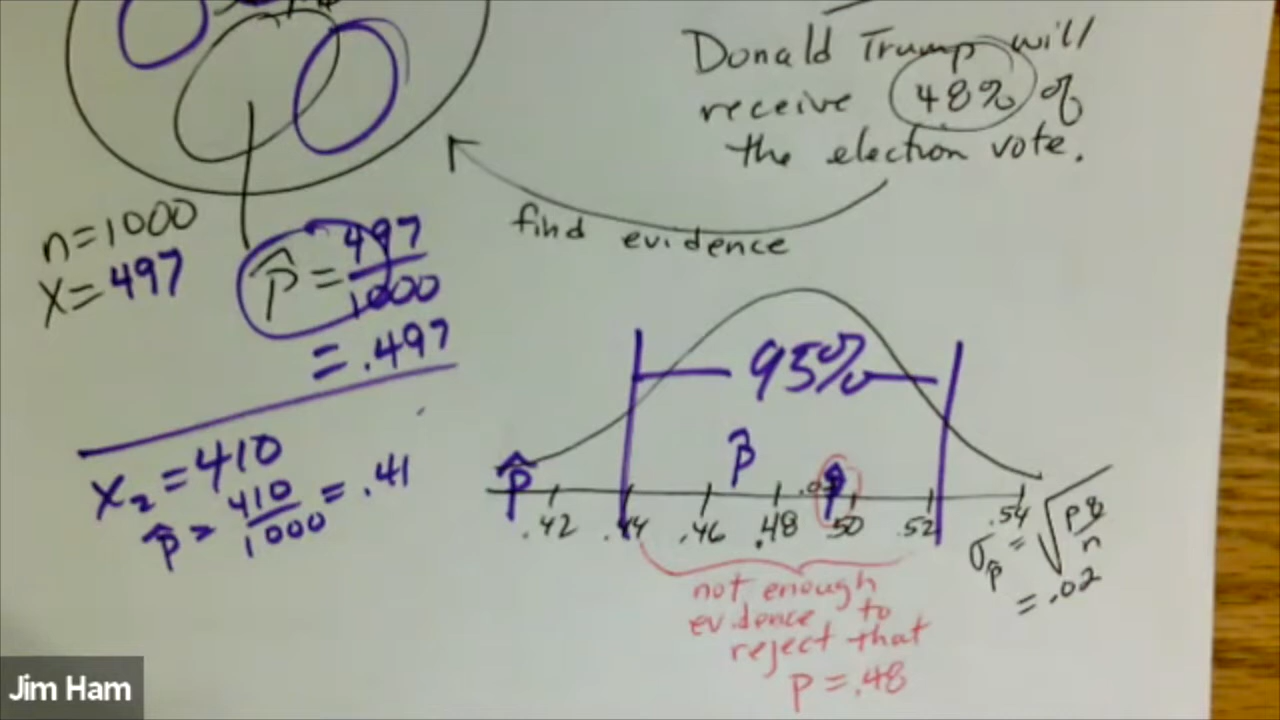 Donald Trump will
receive 48% of
the election vote.
find evidence
n=1000
X=497
p̂ = 497/1000
= .497
X₂ = 410
p̂ = 410/1000 = .41
95%
p̂
p̂
p̂
.42 .44 .46 .48 .50 .52 .54
σp̂ = √pq/n
= .02
not enough
evidence to
reject that
p = .48
Jim Ham